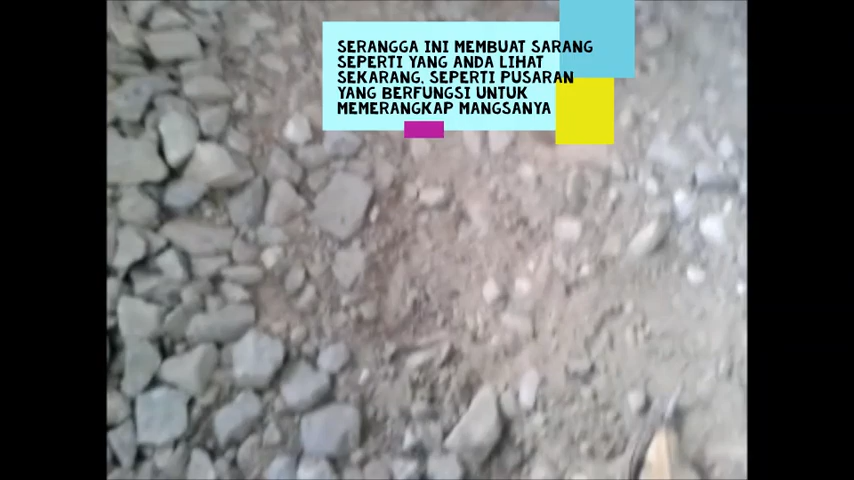 SERANGGA INI MEMBUAT SARANG
SEPERTI YANG ANDA LIHAT
SEKARANG, SEPERTI PUSARAN
YANG BERFUNGSI UNTUK
MEMERANGKAP MANGSANYA